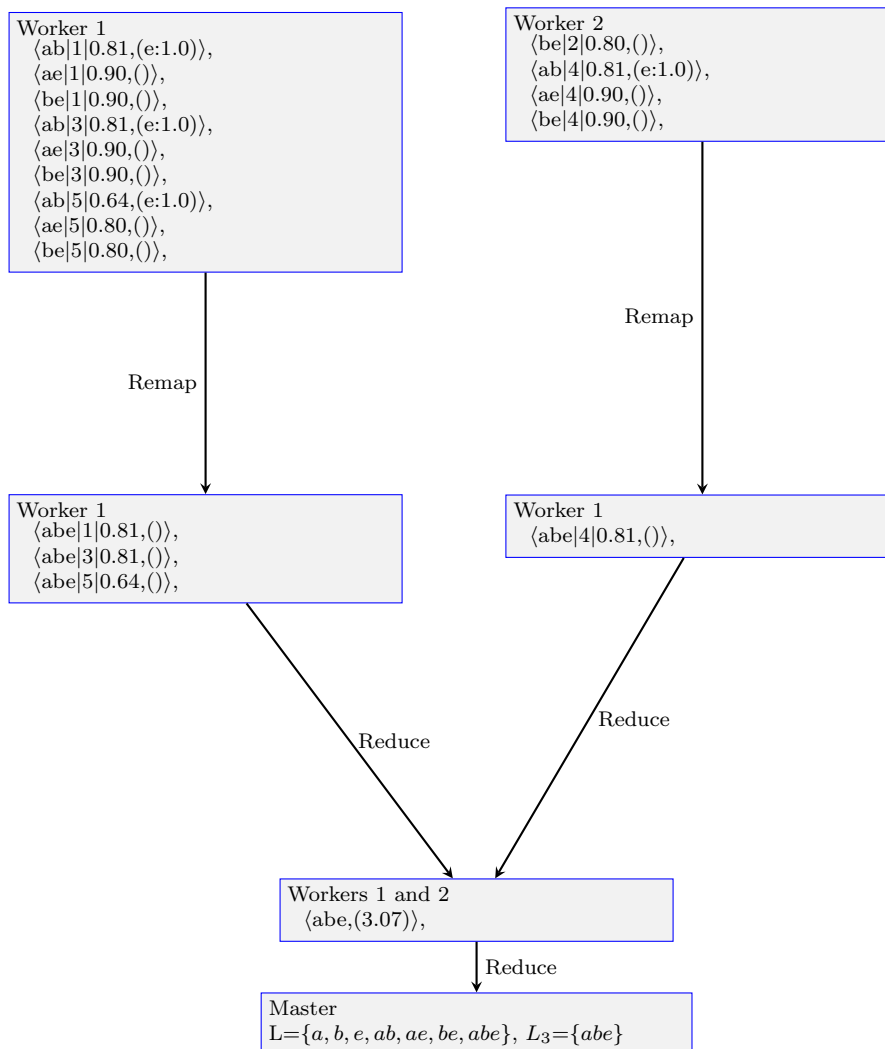 Worker 1
⟨ab|1|0.81,(e:1.0)⟩,
⟨ae|1|0.90,()⟩,
⟨be|1|0.90,()⟩,
⟨ab|3|0.81,(e:1.0)⟩,
⟨ae|3|0.90,()⟩,
⟨be|3|0.90,()⟩,
⟨ab|5|0.64,(e:1.0)⟩,
⟨ae|5|0.80,()⟩,
⟨be|5|0.80,()⟩,
Worker 2
⟨be|2|0.80,()⟩,
⟨ab|4|0.81,(e:1.0)⟩,
⟨ae|4|0.90,()⟩,
⟨be|4|0.90,()⟩,
Remap
Remap
Worker 1
⟨abe|1|0.81,()⟩,
⟨abe|3|0.81,()⟩,
⟨abe|5|0.64,()⟩,
Worker 1
⟨abe|4|0.81,()⟩,
Reduce
Reduce
Workers 1 and 2
⟨abe,(3.07)⟩,
Reduce
Master
L={a, b, e, ab, ae, be, abe}, L₃={abe}